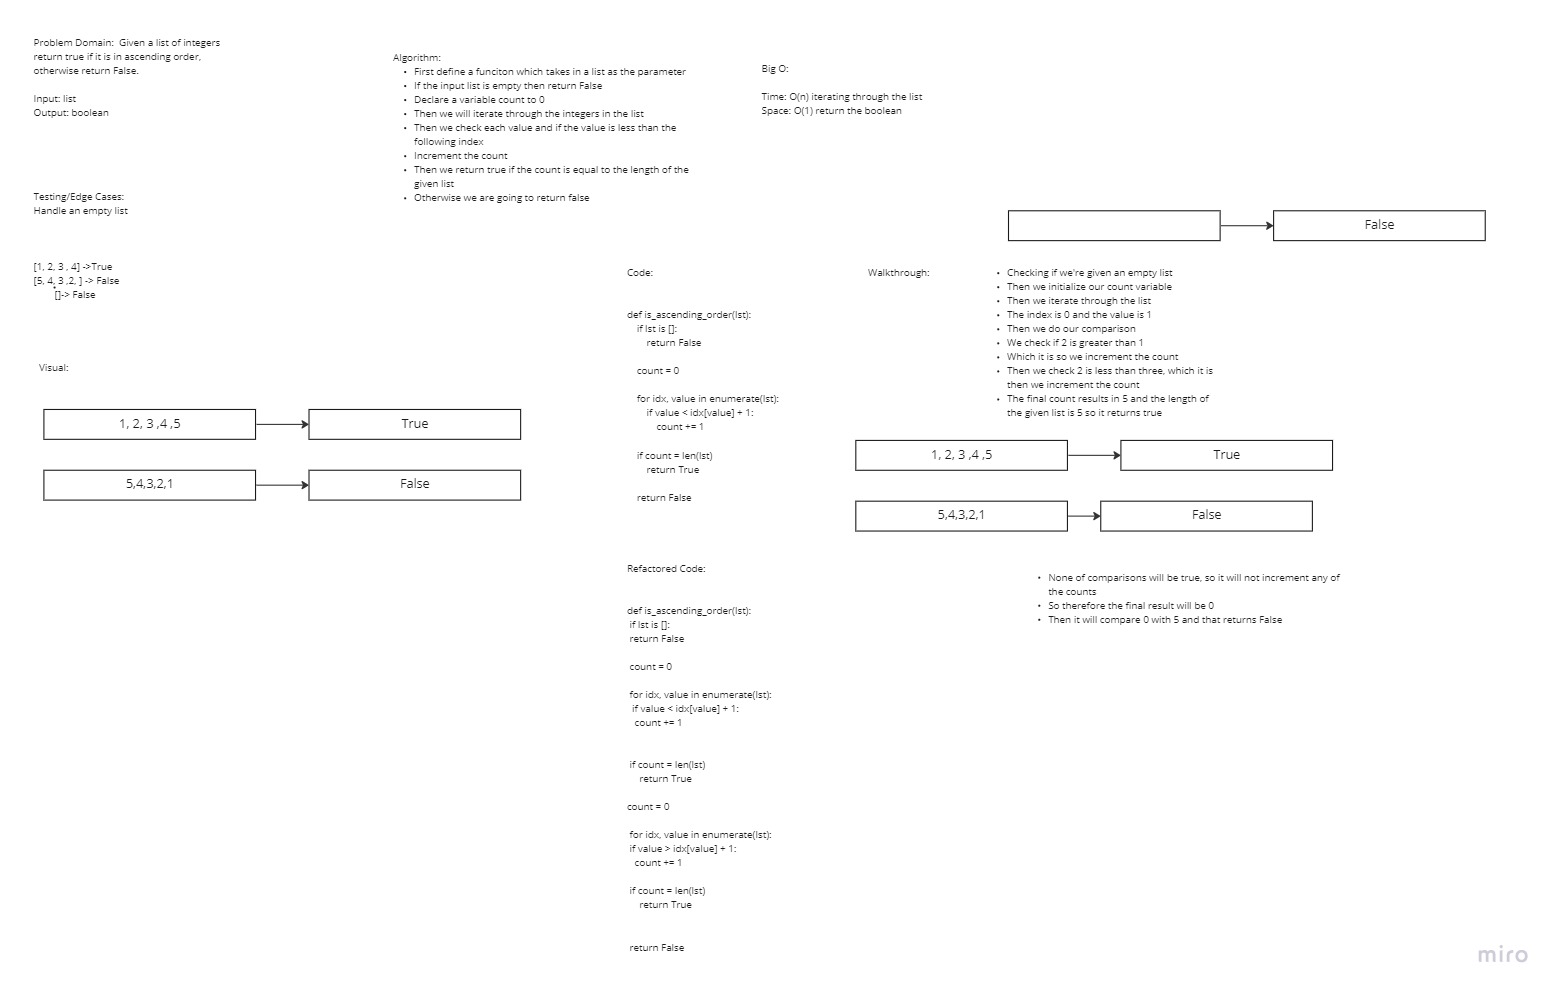 Problem Domain:  Given a list of integers
return true if it is in ascending order,
otherwise return False.
Input: list
Output: boolean
Testing/Edge Cases:
Handle an empty list
[1, 2, 3 , 4] ->True
[5, 4, 3 ,2, ] -> False
[]-> False
Visual:
1, 2, 3 ,4 ,5
True
5,4,3,2,1
False
Algorithm:
• First define a funciton which takes in a list as the parameter
• If the input list is empty then return False
• Declare a variable count to 0
• Then we will iterate through the integers in the list
• Then we check each value and if the value is less than the
following index
• Increment the count
• Then we return true if the count is equal to the length of the
given list
• Otherwise we are going to return false
Big O:
Time: O(n) iterating through the list
Space: O(1) return the boolean
Code:
def is_ascending_order(lst):
if lst is []:
return False
count = 0
for idx, value in enumerate(lst):
if value < idx[value] + 1:
count += 1
if count = len(lst)
return True
return False
Refactored Code:
def is_ascending_order(lst):
if lst is []:
return False
count = 0
for idx, value in enumerate(lst):
if value < idx[value] + 1:
count += 1
if count = len(lst)
return True
count = 0
for idx, value in enumerate(lst):
if value > idx[value] + 1:
count += 1
if count = len(lst)
return True
return False
False
Walkthrough:
• Checking if we're given an empty list
• Then we initialize our count variable
• Then we iterate through the list
• The index is 0 and the value is 1
• Then we do our comparison
• We check if 2 is greater than 1
• Which it is so we increment the count
• Then we check 2 is less than three, which it is
then we increment the count
• The final count results in 5 and the length of
the given list is 5 so it returns true
1, 2, 3 ,4 ,5
True
5,4,3,2,1
False
• None of comparisons will be true, so it will not increment any of
the counts
• So therefore the final result will be 0
• Then it will compare 0 with 5 and that returns False
miro